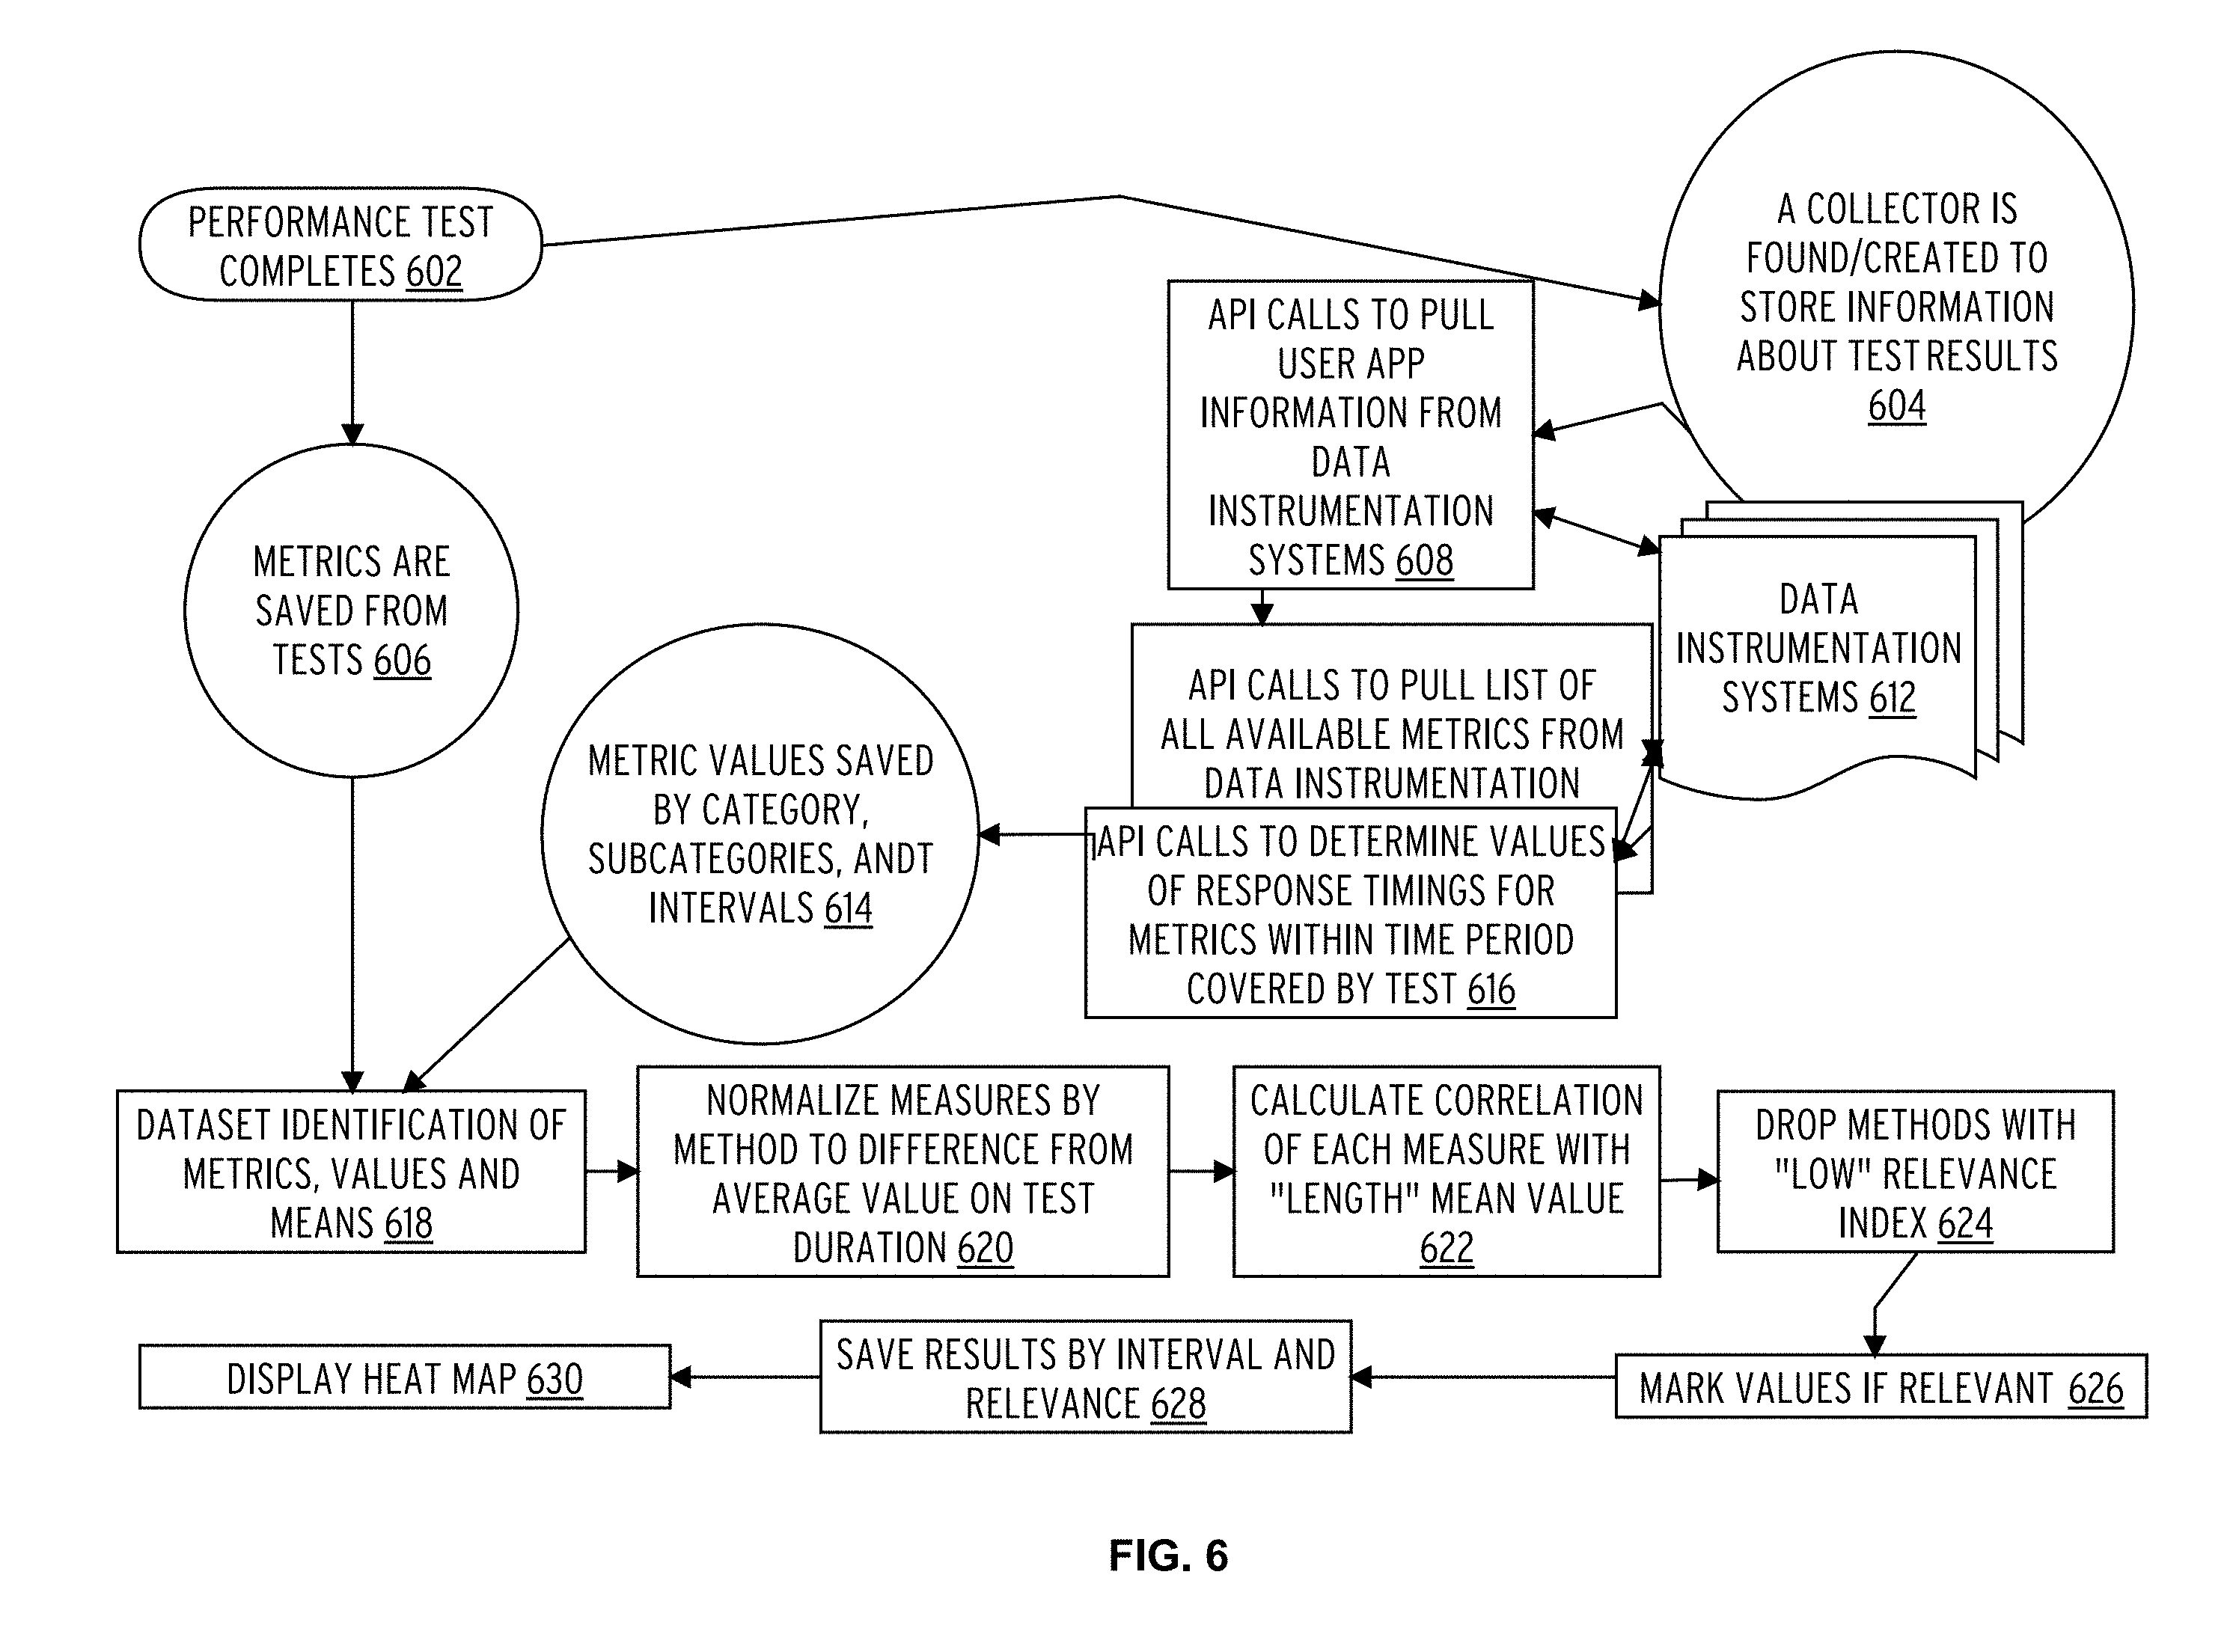 PERFORMANCE TEST
COMPLETES 602
A COLLECTOR IS
FOUND/CREATED TO
STORE INFORMATION
ABOUT TEST RESULTS
604
API CALLS TO PULL
USER APP
INFORMATION FROM
DATA
INSTRUMENTATION
SYSTEMS 608
METRICS ARE
SAVED FROM
TESTS 606
DATA
INSTRUMENTATION
SYSTEMS 612
API CALLS TO PULL LIST OF
ALL AVAILABLE METRICS FROM
DATA INSTRUMENTATION
METRIC VALUES SAVED
BY CATEGORY,
SUBCATEGORIES, ANDT
INTERVALS 614
API CALLS TO DETERMINE VALUES
OF RESPONSE TIMINGS FOR
METRICS WITHIN TIME PERIOD
COVERED BY TEST 616
DATASET IDENTIFICATION OF
METRICS, VALUES AND
MEANS 618
NORMALIZE MEASURES BY
METHOD TO DIFFERENCE FROM
AVERAGE VALUE ON TEST
DURATION 620
CALCULATE CORRELATION
OF EACH MEASURE WITH
"LENGTH" MEAN VALUE
622
DROP METHODS WITH
"LOW" RELEVANCE
INDEX 624
DISPLAY HEAT MAP 630
SAVE RESULTS BY INTERVAL AND
RELEVANCE 628
MARK VALUES IF RELEVANT 626
FIG. 6